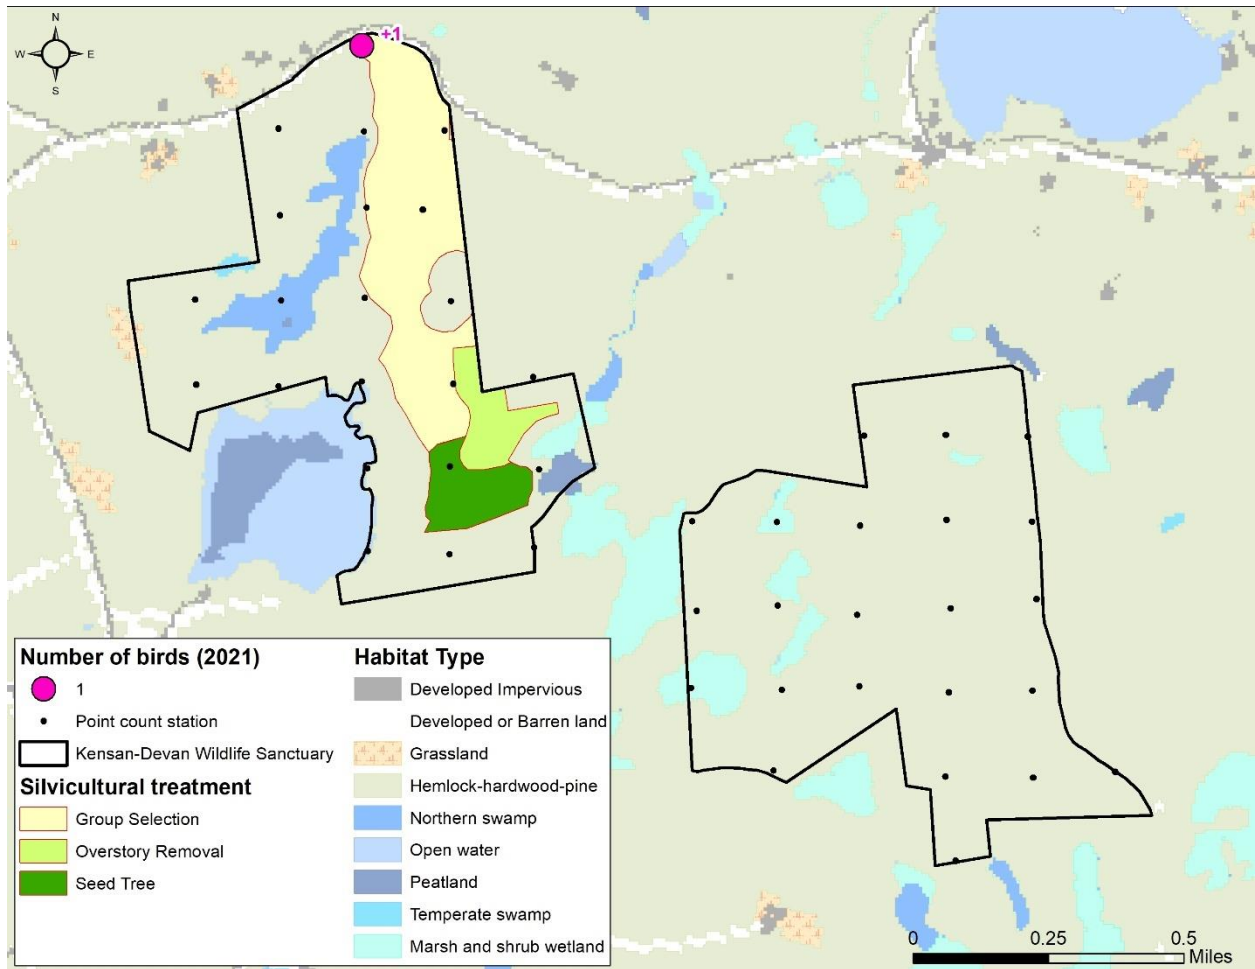 N
W E
S
+1
Number of birds (2021)
1
Point count station
Kensan-Devan Wildlife Sanctuary
Silvicultural treatment
Group Selection
Overstory Removal
Seed Tree
Habitat Type
Developed Impervious
Developed or Barren land
Grassland
Hemlock-hardwood-pine
Northern swamp
Open water
Peatland
Temperate swamp
Marsh and shrub wetland
0 0.25 0.5
Miles